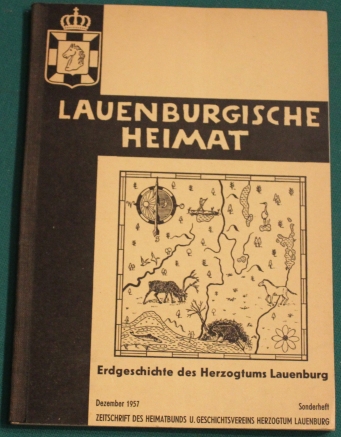 LAUENBURGISCHE
HEIMAT
Erdgeschichte des Herzogtums Lauenburg
Dezember 1957 Sonderheft
ZEITSCHRIFT DES HEIMATBUNDS U. GESCHICHTSVEREINS HERZOGTUM LAUENBURG